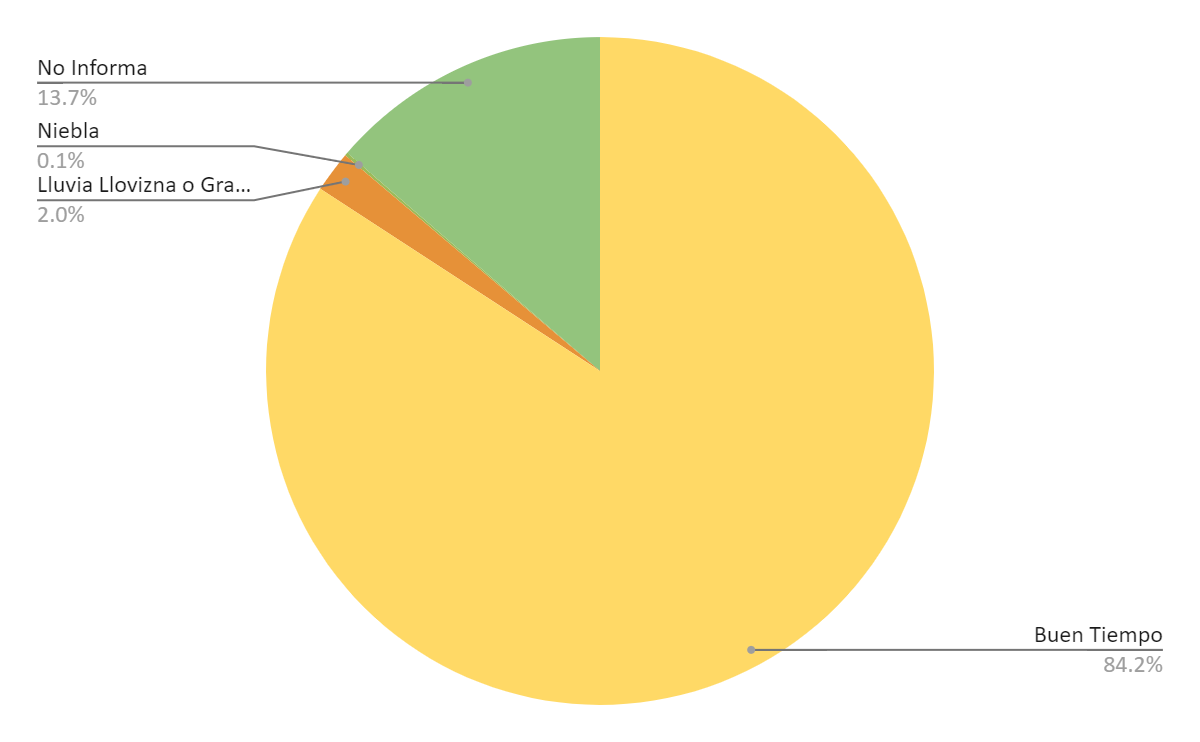 No Informa
13.7%
Niebla
0.1%
Lluvia Llovizna o Gra...
2.0%
Buen Tiempo
84.2%